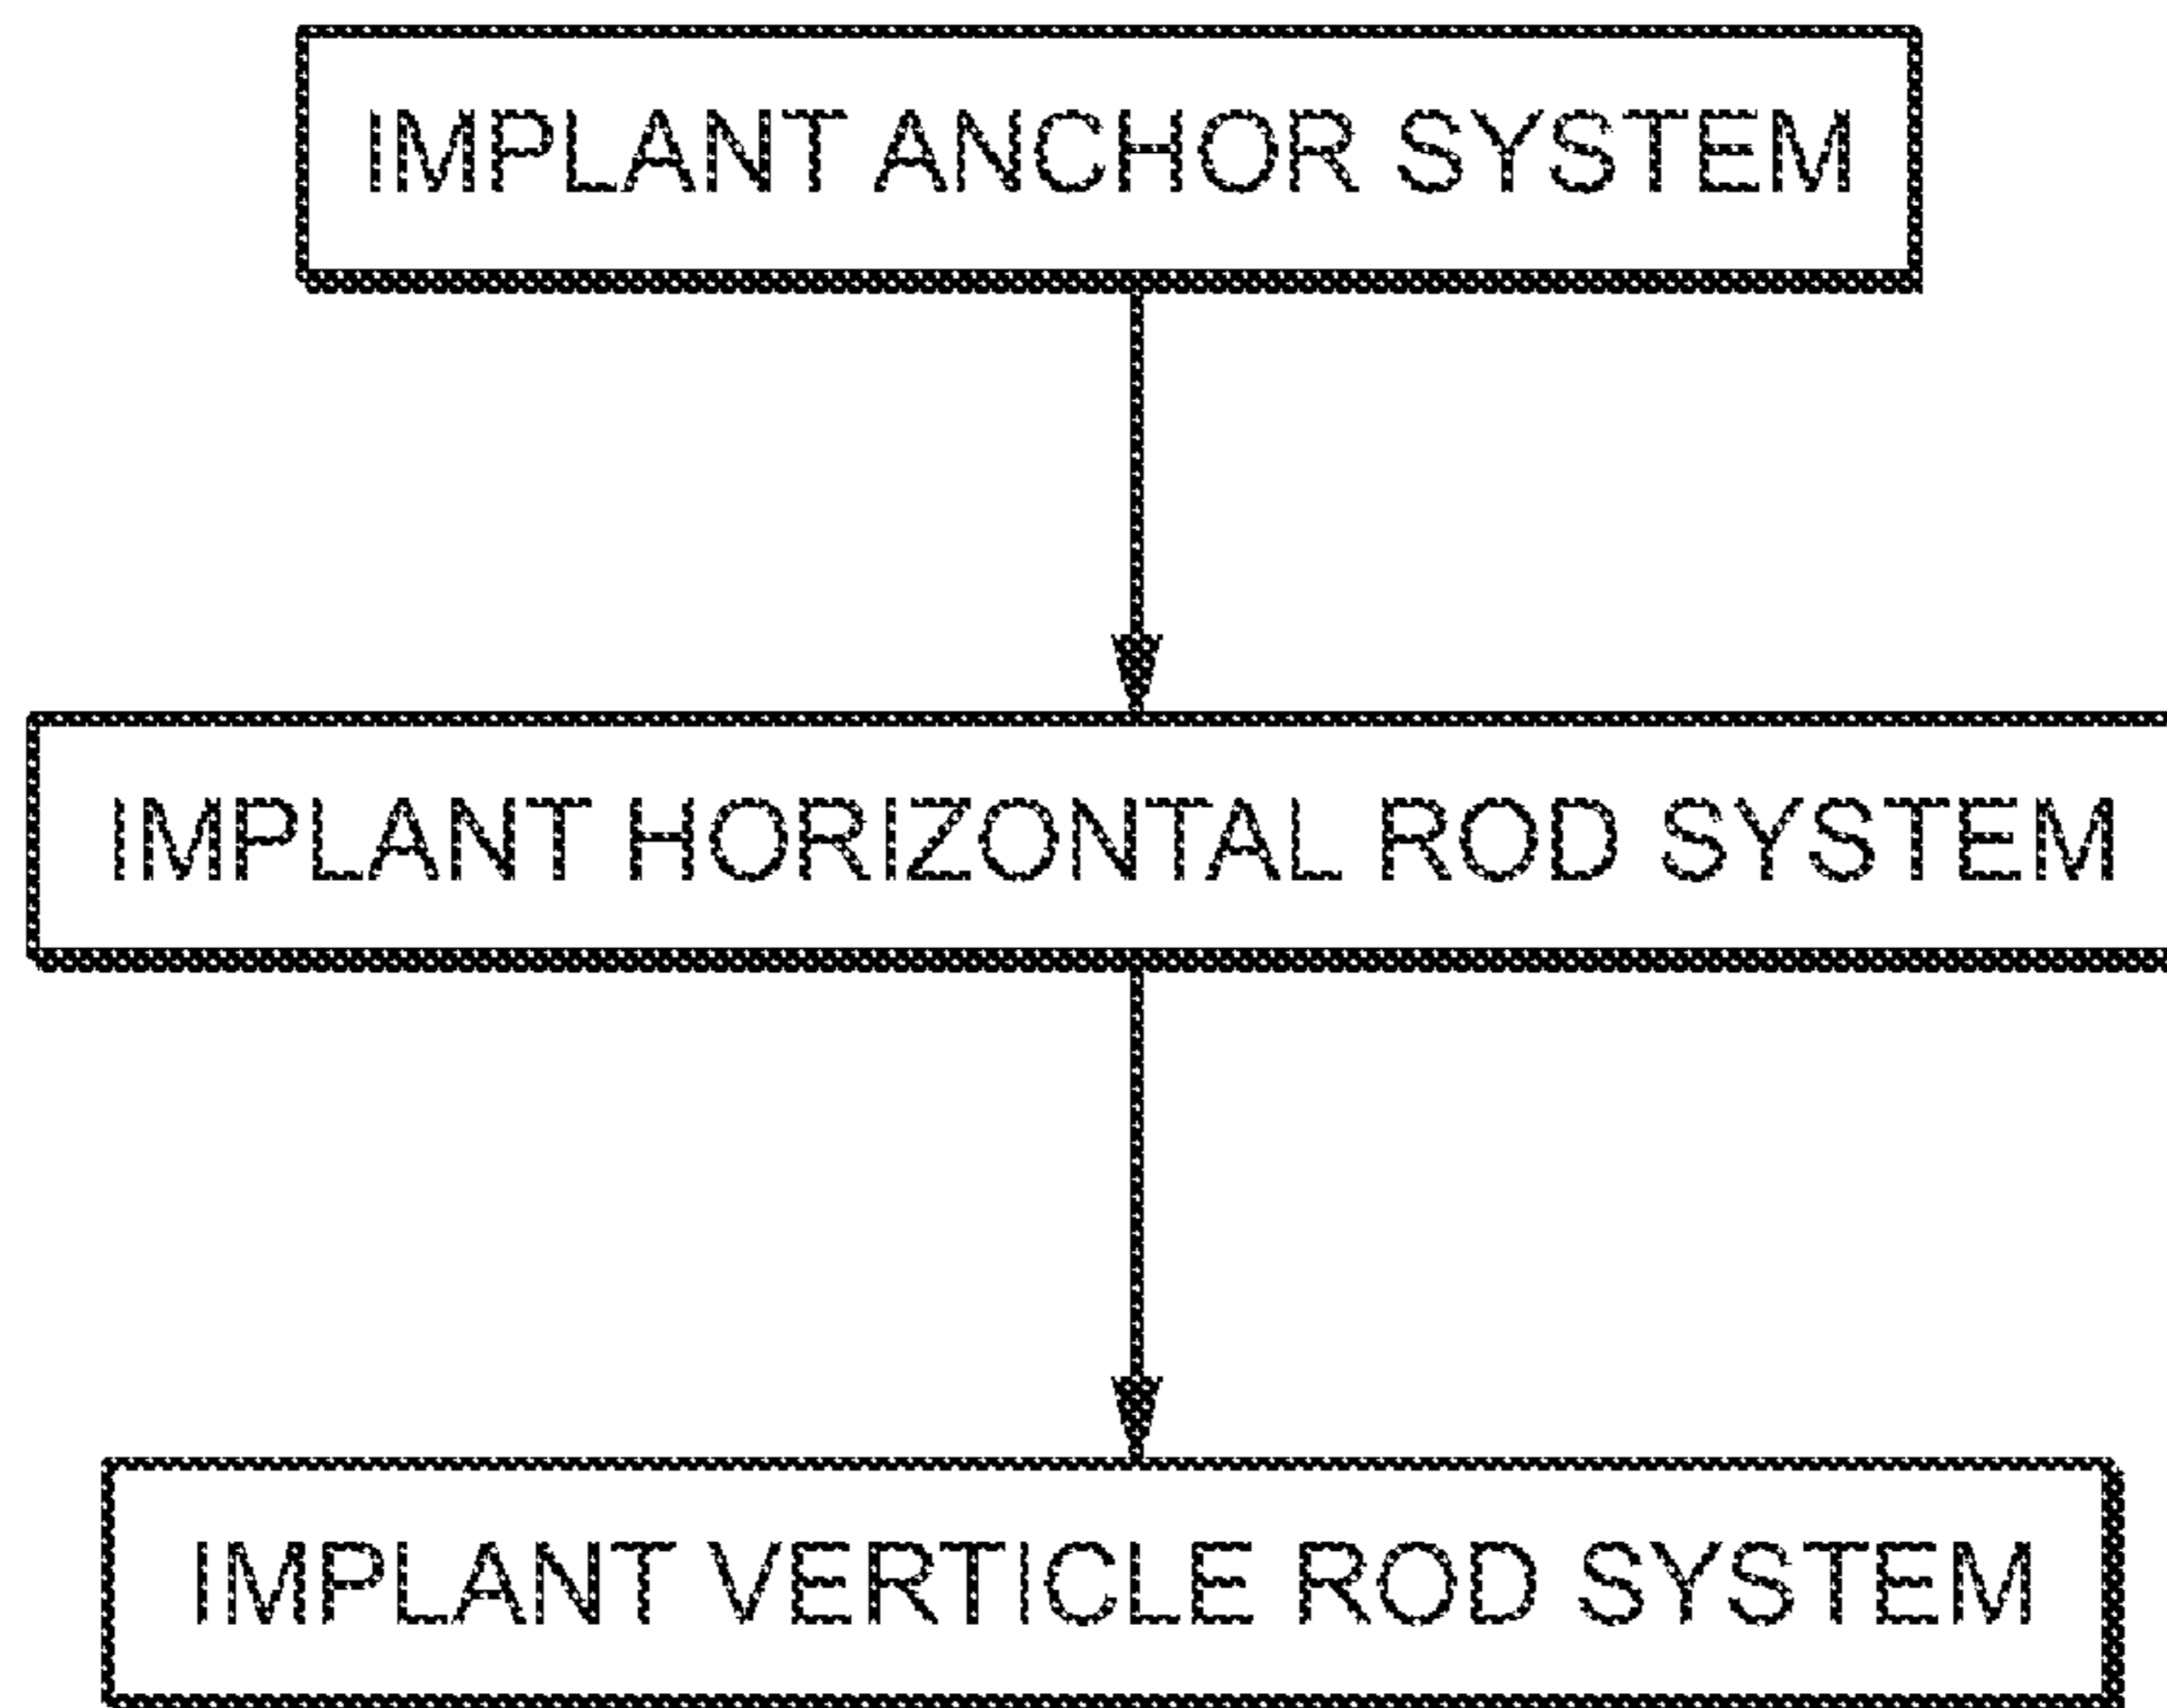 IMPLANT ANCHOR SYSTEM
IMPLANT HORIZONTAL ROD SYSTEM
IMPLANT VERTICLE ROD SYSTEM